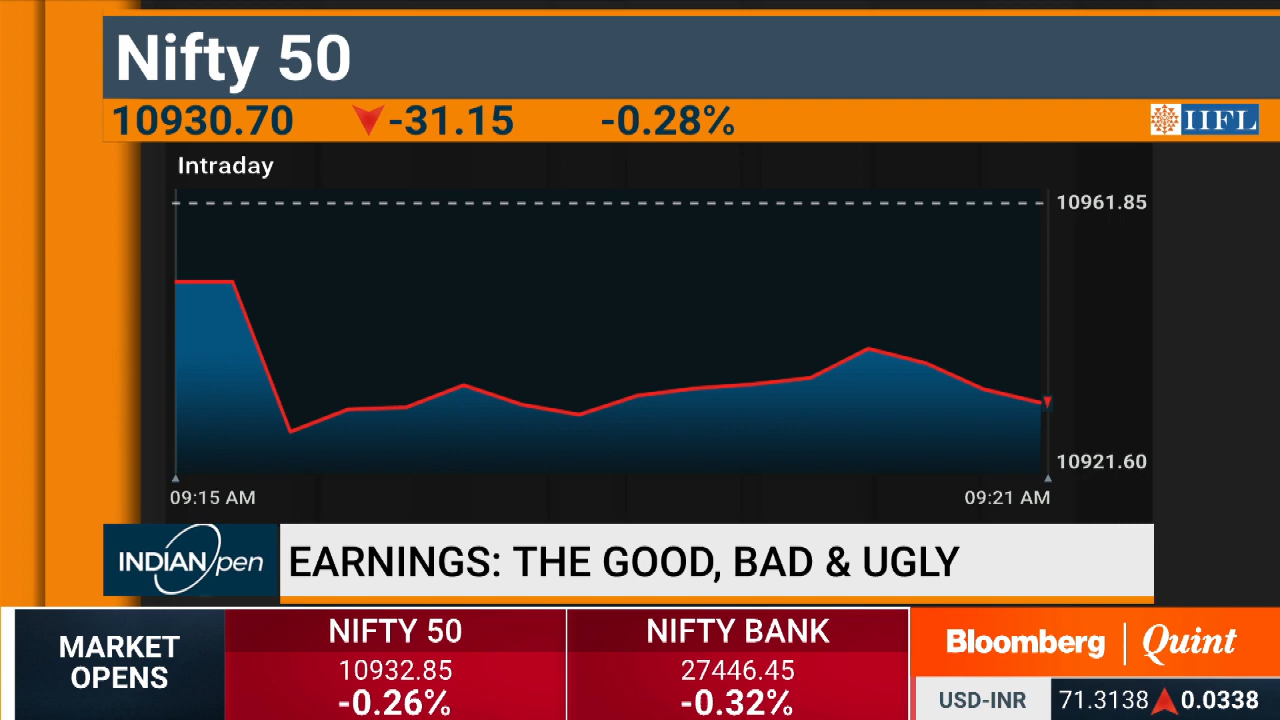 Nifty 50
10930.70 -31.15 -0.28%
IIFL
Intraday
10961.85
10921.60
09:15 AM 09:21 AM
INDIAN Open
EARNINGS: THE GOOD, BAD & UGLY
MARKET OPENS
NIFTY 50
10932.85
-0.26%
NIFTY BANK
27446.45
-0.32%
Bloomberg | Quint
USD-INR 71.3138 0.0338